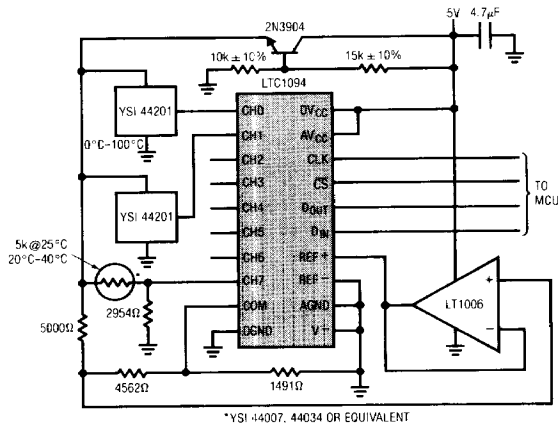 2N3904
5V
4.7µF
10k ± 10%
15k ± 10%
LTC1094
YSI 44201
0°C-100°C
YSI 44201
5k @ 25°C
20°C-40°C
*
CH0
CH1
CH2
CH3
CH4
CH5
CH6
CH7
COM
DGND
DVCC
AVCC
CLK
CS
DOUT
DIN
REF+
REF−
AGND
V−
TO
MCU
+
LT1006
−
2954Ω
5000Ω
4562Ω
1491Ω
*YSI 44007, 44034 OR EQUIVALENT